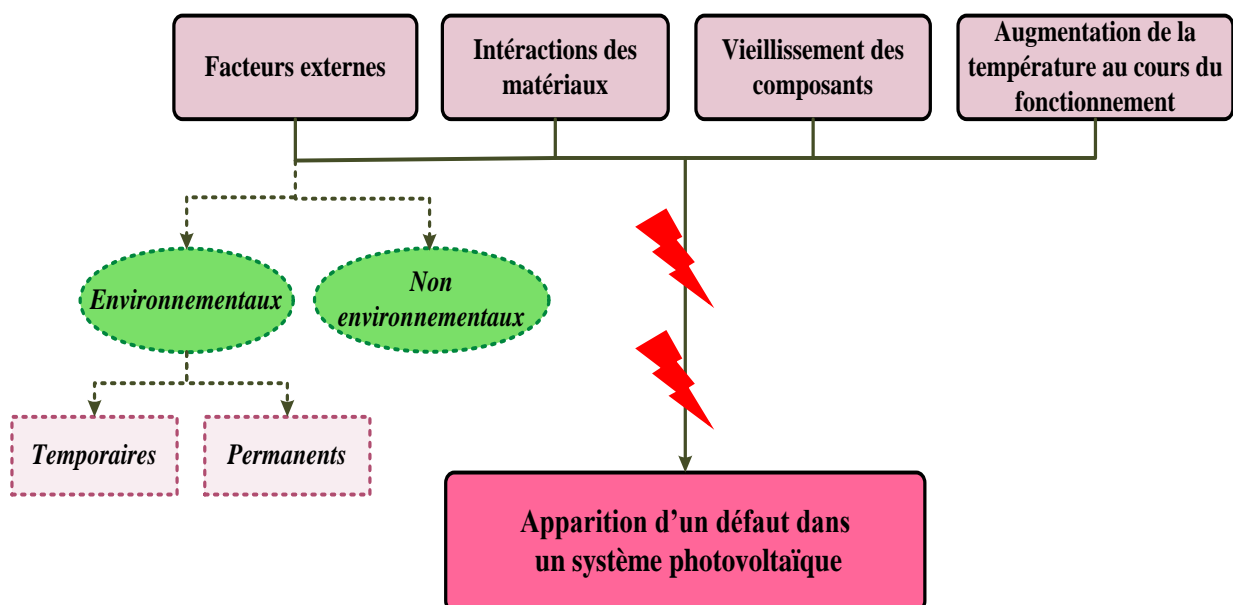 Facteurs externes
Intéractions des
matériaux
Vieillissement des
composants
Augmentation de la
température au cours du
fonctionnement
Environnementaux
Non
environnementaux
Temporaires
Permanents
Apparition d’un défaut dans
un système photovoltaïque